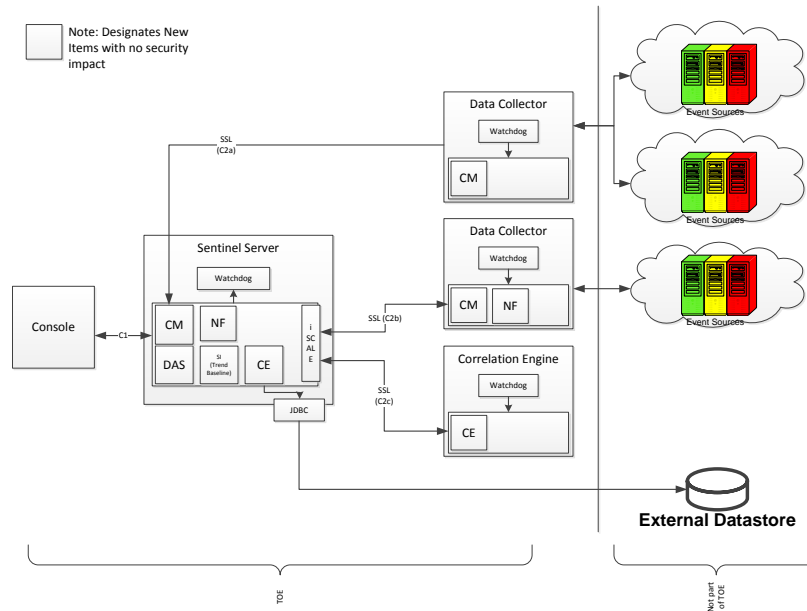 Note: Designates New
Items with no security
impact
Data Collector
Watchdog
CM
Event Sources
Event Sources
SSL
(C2a)
Sentinel Server
Watchdog
CM
NF
DAS
SI
(Trend
Baseline)
CE
i
SC
AL
E
JDBC
Console
C1
Data Collector
Watchdog
CM
NF
Event Sources
SSL (C2b)
Correlation Engine
Watchdog
CE
SSL
(C2c)
External Datastore
TOE
Not part
of TOE